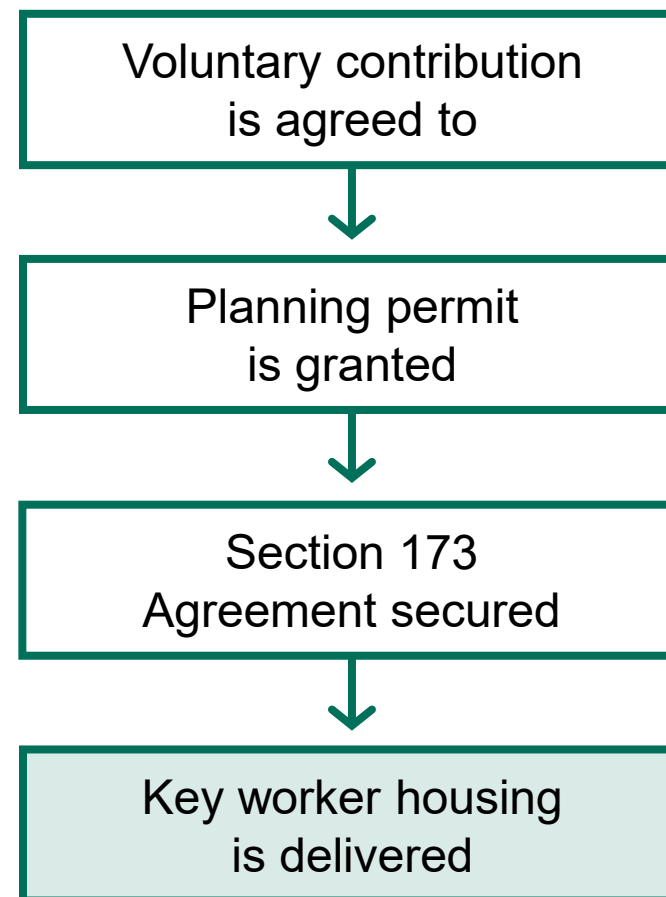 Voluntary contribution
is agreed to
Planning permit
is granted
Section 173
Agreement secured
Key worker housing
is delivered